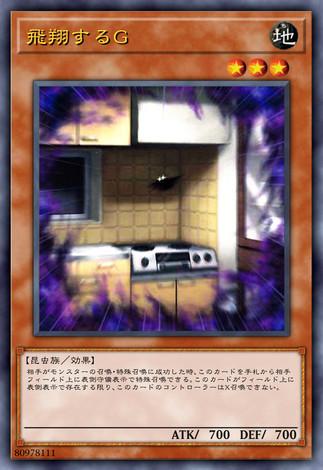 飛翔するG
地
【昆虫族／効果】
相手がモンスターの召喚・特殊召喚に成功した時、このカードを手札から相手
フィールド上に表側守備表示で特殊召喚できる。このカードがフィールド上に表
側表示で存在する限り、このカードのコントローラーはX召喚できない。
ATK/ 700 DEF/ 700
80978111